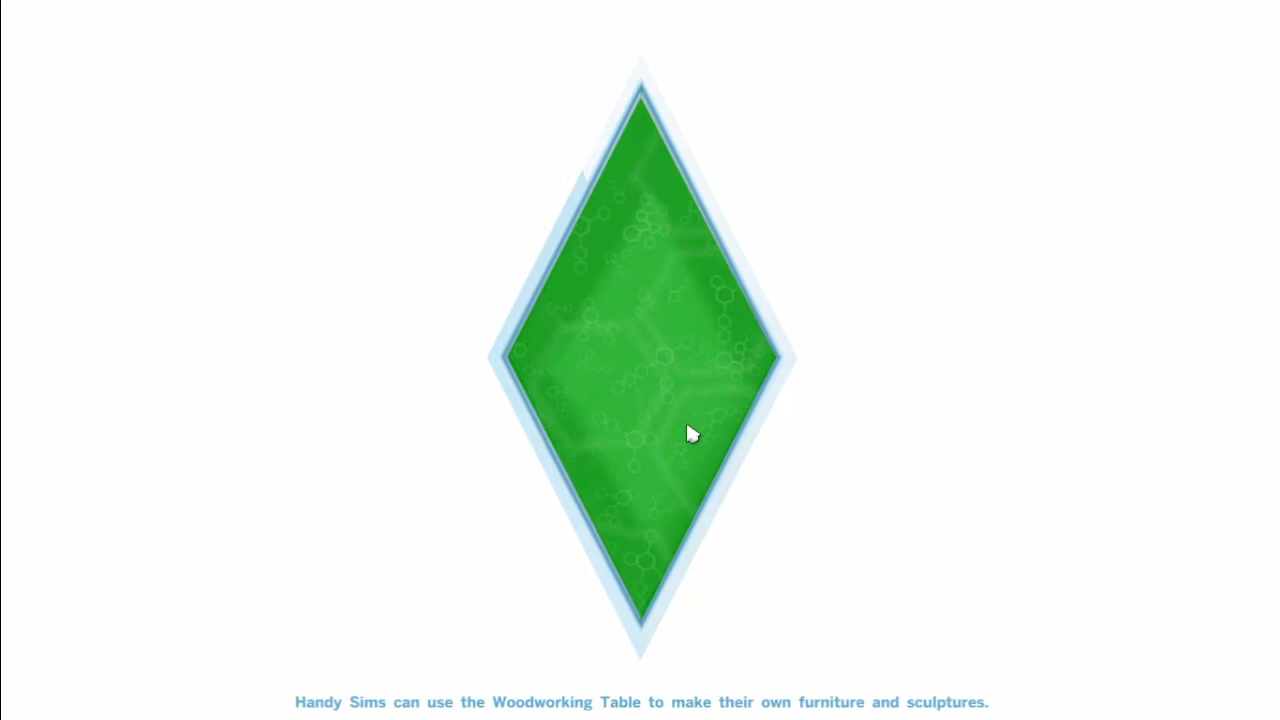 Handy Sims can use the Woodworking Table to make their own furniture and sculptures.